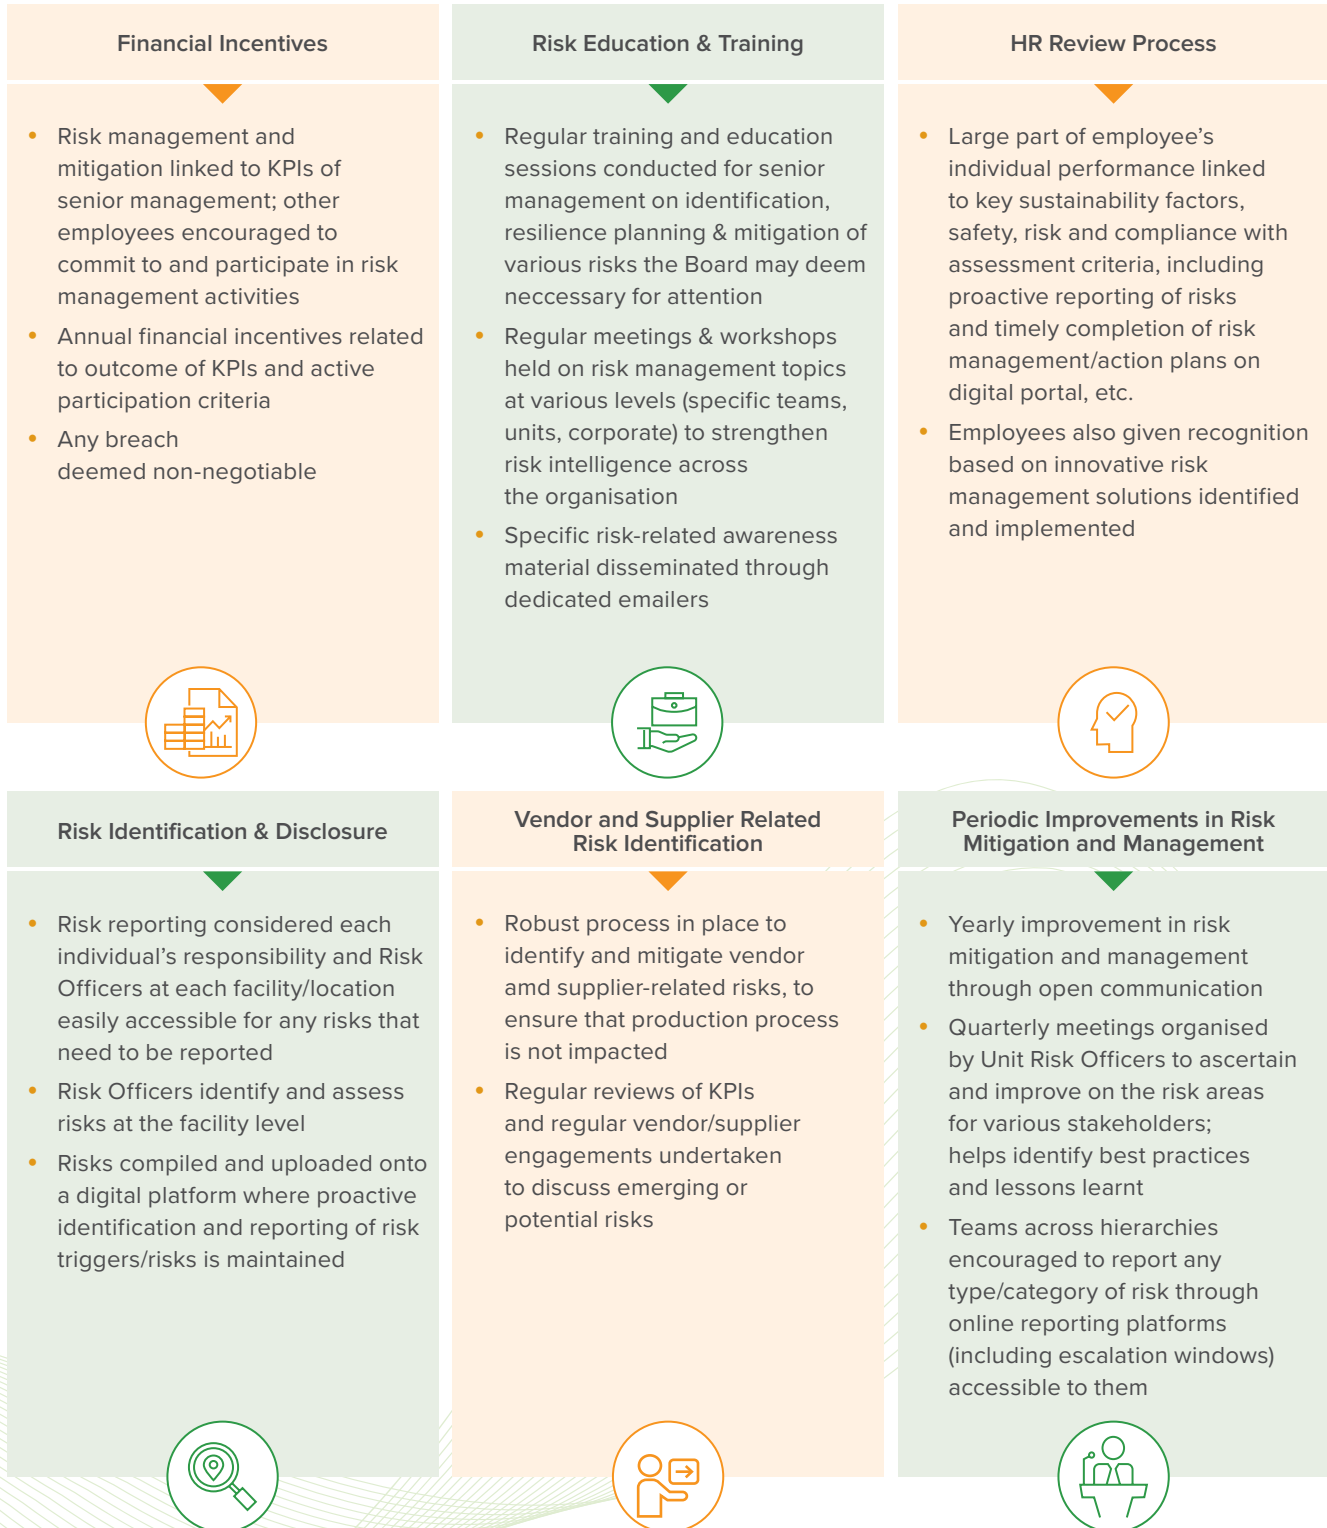 Financial Incentives
• Risk management and
mitigation linked to KPIs of
senior management; other
employees encouraged to
commit to and participate in risk
management activities
• Annual financial incentives related
to outcome of KPIs and active
participation criteria
• Any breach
deemed non-negotiable
Risk Education & Training
• Regular training and education
sessions conducted for senior
management on identification,
resilience planning & mitigation of
various risks the Board may deem
neccessary for attention
• Regular meetings & workshops
held on risk management topics
at various levels (specific teams,
units, corporate) to strengthen
risk intelligence across
the organisation
• Specific risk-related awareness
material disseminated through
dedicated emailers
HR Review Process
• Large part of employee’s
individual performance linked
to key sustainability factors,
safety, risk and compliance with
assessment criteria, including
proactive reporting of risks
and timely completion of risk
management/action plans on
digital portal, etc.
• Employees also given recognition
based on innovative risk
management solutions identified
and implemented
Risk Identification & Disclosure
• Risk reporting considered each
individual’s responsibility and Risk
Officers at each facility/location
easily accessible for any risks that
need to be reported
• Risk Officers identify and assess
risks at the facility level
• Risks compiled and uploaded onto
a digital platform where proactive
identification and reporting of risk
triggers/risks is maintained
Vendor and Supplier Related
Risk Identification
• Robust process in place to
identify and mitigate vendor
amd supplier-related risks, to
ensure that production process
is not impacted
• Regular reviews of KPIs
and regular vendor/supplier
engagements undertaken
to discuss emerging or
potential risks
Periodic Improvements in Risk
Mitigation and Management
• Yearly improvement in risk
mitigation and management
through open communication
• Quarterly meetings organised
by Unit Risk Officers to ascertain
and improve on the risk areas
for various stakeholders;
helps identify best practices
and lessons learnt
• Teams across hierarchies
encouraged to report any
type/category of risk through
online reporting platforms
(including escalation windows)
accessible to them